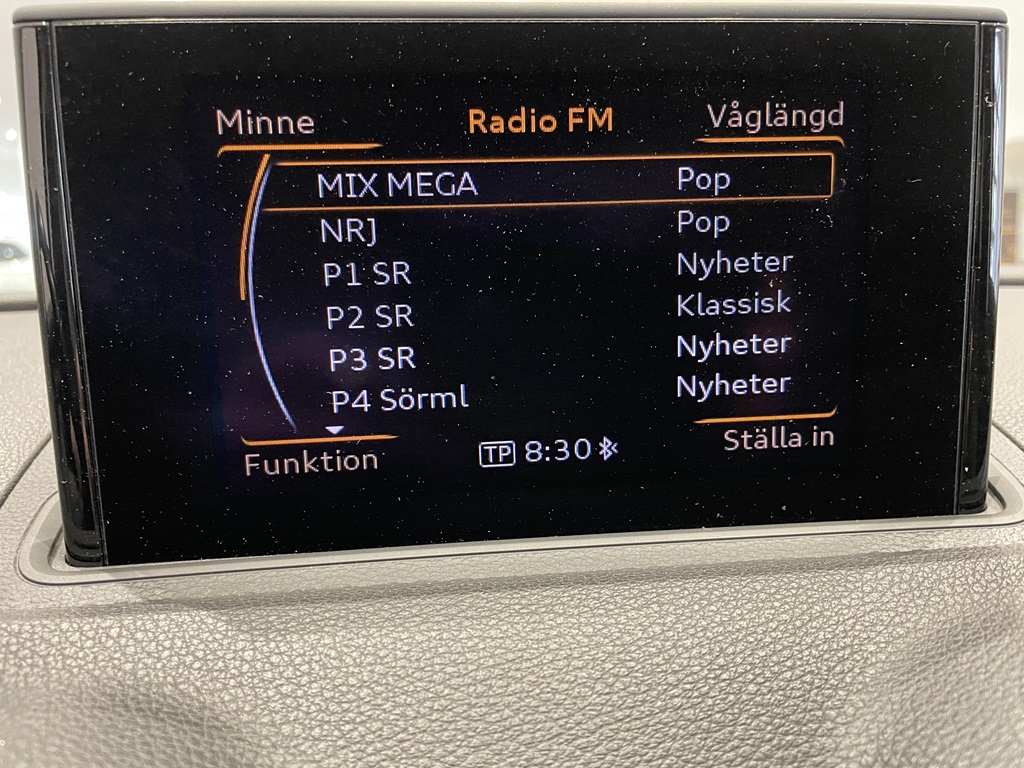 Minne Radio FM Våglängd
MIX MEGA Pop
NRJ Pop
P1 SR Nyheter
P2 SR Klassisk
P3 SR Nyheter
P4 Sörml Nyheter
Funktion TP 8:30 Ställa in